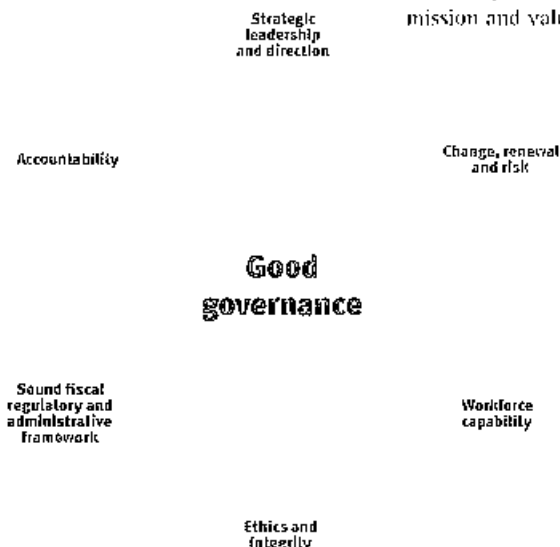 Strategic
leadership
and direction
mission and
Accountability
Change, renewal
and risk
Good
governance
Sound fiscal
regulatory and
administrative
framework
Workforce
capability
Ethics and
integrity